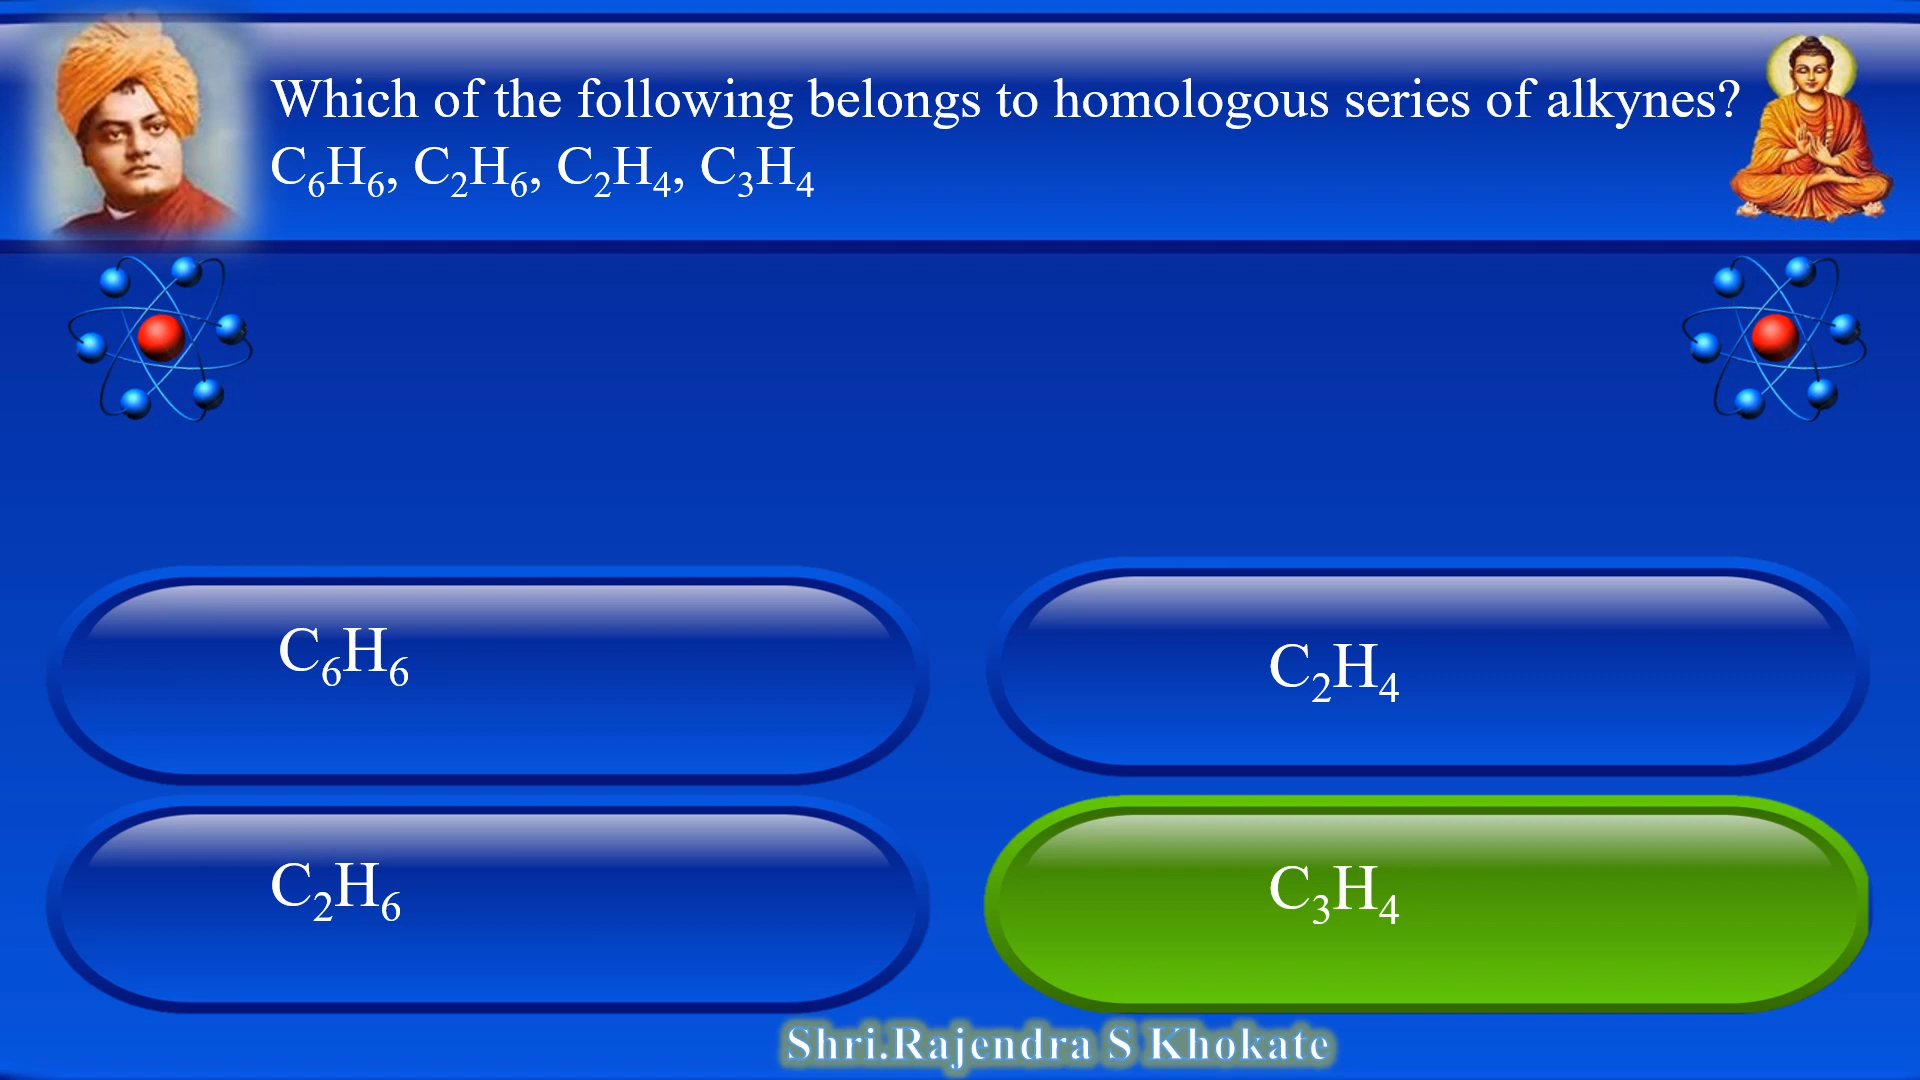 Which of the following belongs to homologous series of alkynes?
C₆H₆, C₂H₆, C₂H₄, C₃H₄
C₆H₆
C₂H₄
C₂H₆
C₃H₄
Shri.Rajendra S Khokate